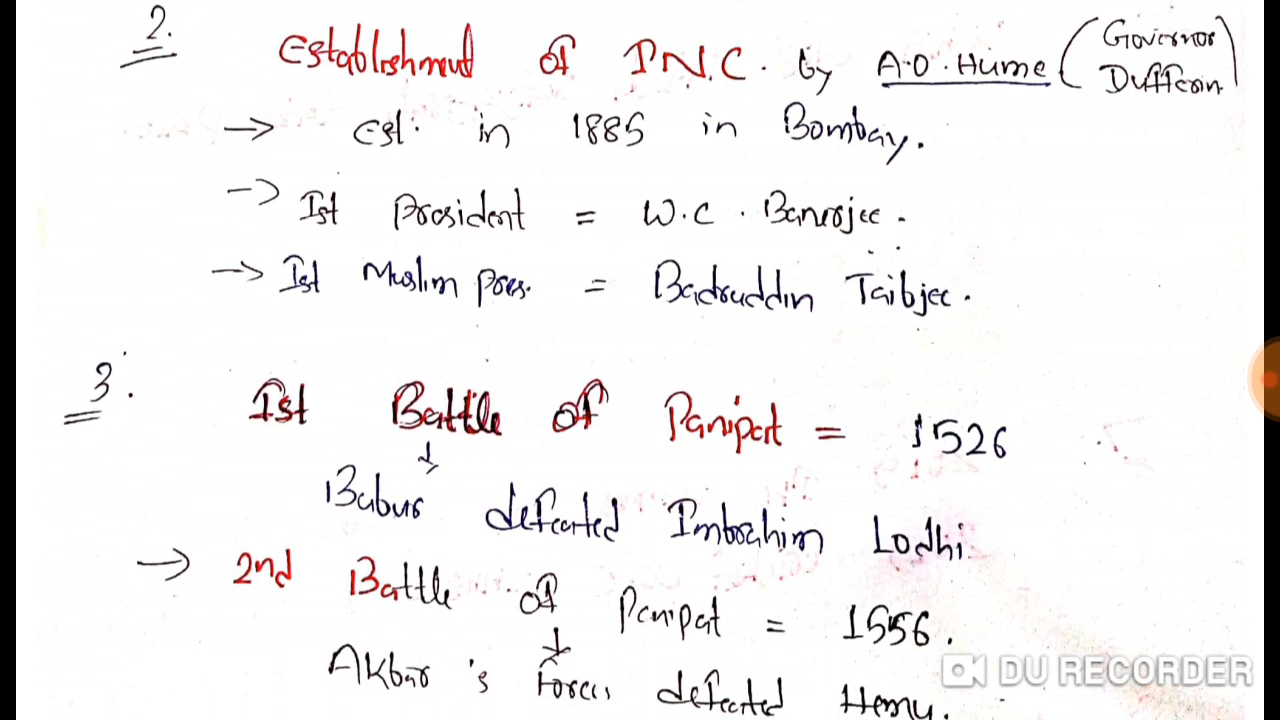 2. Establishment of I.N.C. by A.O. Hume (Governor Dufferin)
→ Est. in 1885 in Bombay.
→ Ist President = W.C. Banerjee.
→ Ist Muslim pres. = Badruddin Taibjee.
3. Ist Battle of Panipat = 1526
Babur defeated Imbrahim Lodhi
→ 2nd Battle of Panipat = 1556.
Akbar's Forces defeated Hemu.
DU RECORDER